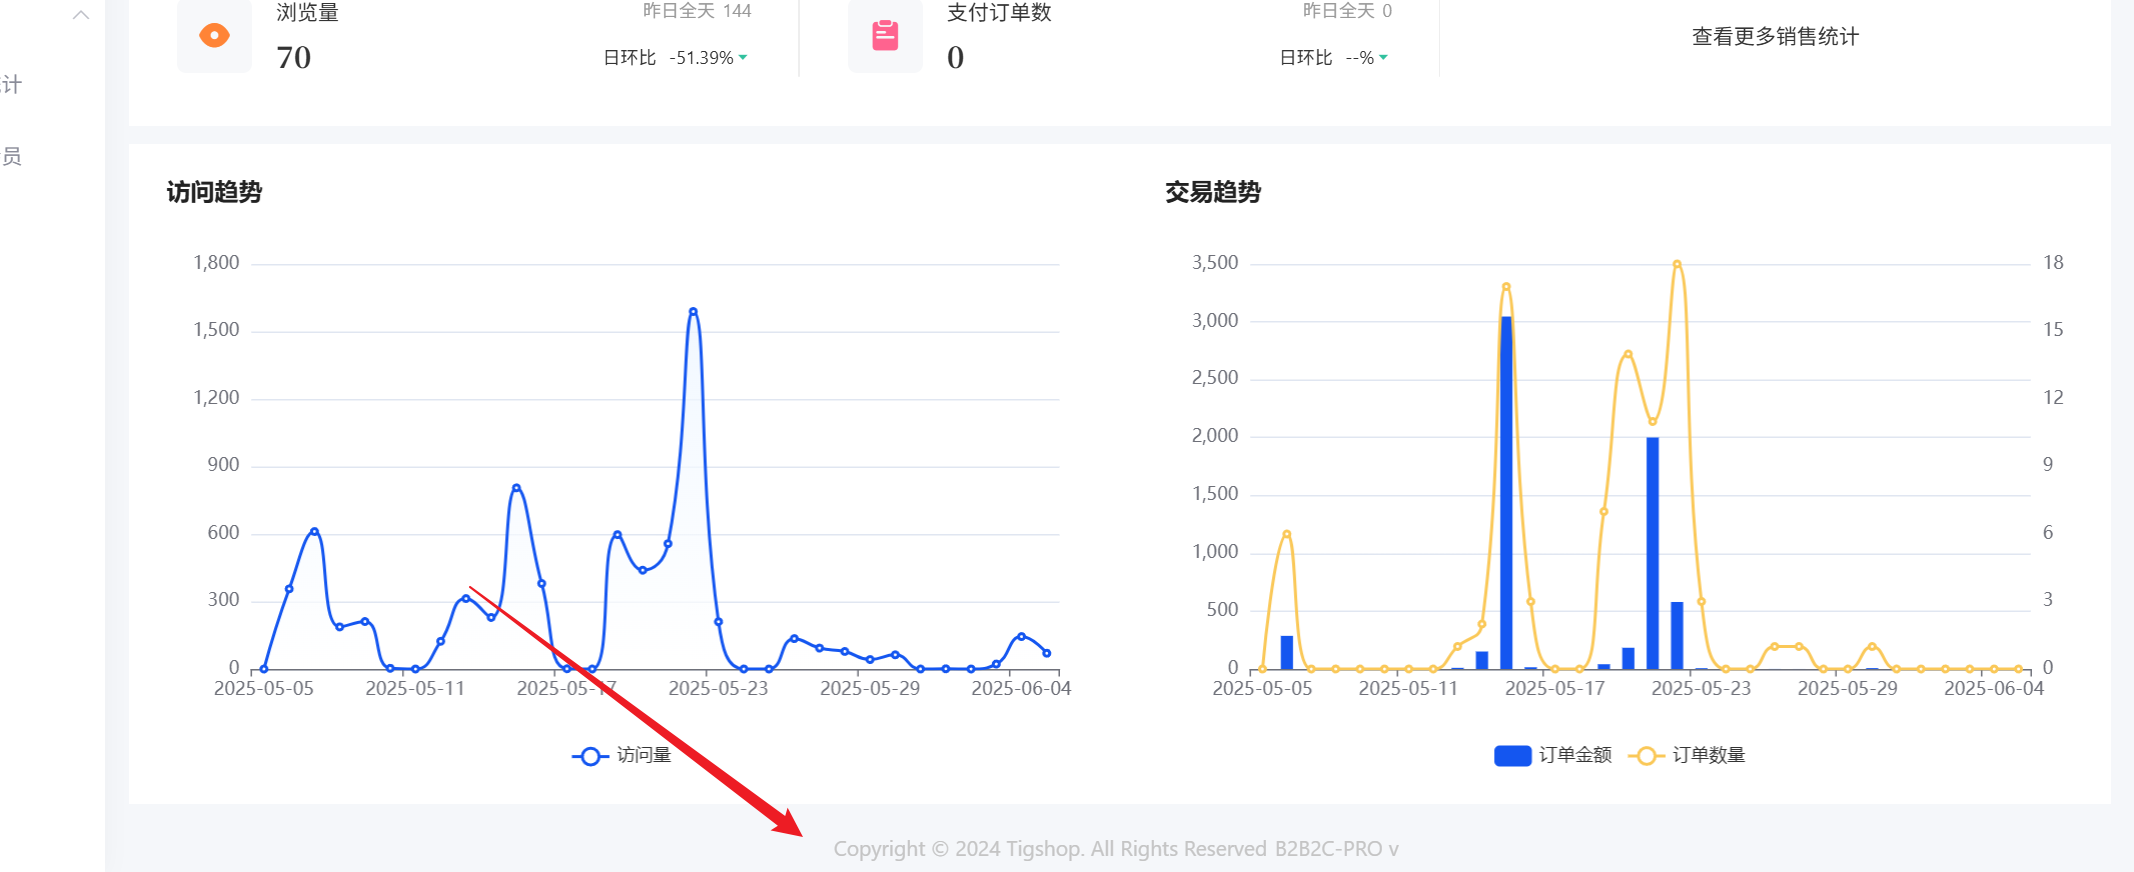 浏览量
昨日全天 144
70
日环比 -51.39%
支付订单数
昨日全天 0
0
日环比 --%
查看更多销售统计
计
员
访问趋势
1,800
1,500
1,200
900
600
300
0
2025-05-05 2025-05-11 2025-05-17 2025-05-23 2025-05-29 2025-06-04
访问量
交易趋势
3,500
3,000
2,500
2,000
1,500
1,000
500
0
18
15
12
9
6
3
0
2025-05-05 2025-05-11 2025-05-17 2025-05-23 2025-05-29 2025-06-04
订单金额 订单数量
Copyright © 2024 Tigshop. All Rights Reserved B2B2C-PRO v